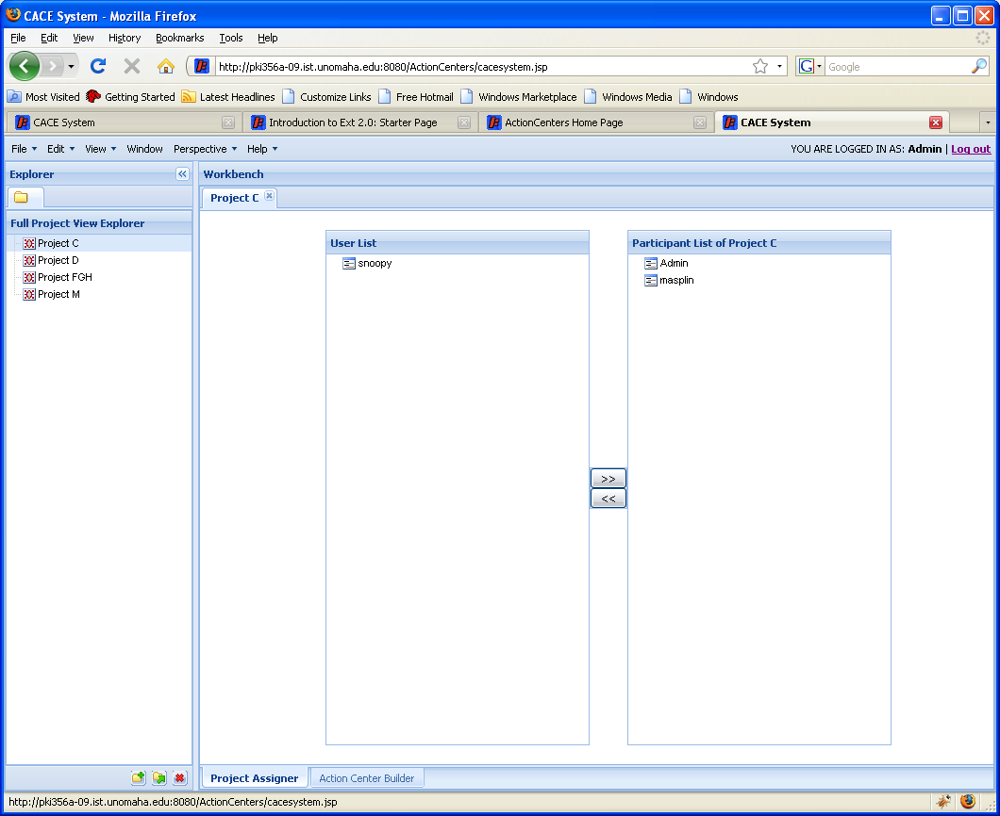 CACE System - Mozilla Firefox
File Edit View History Bookmarks Tools Help
http://pki356a-09.ist.unomaha.edu:8080/ActionCenters/cacesystem.jsp G Google
Most Visited Getting Started Latest Headlines Customize Links Free Hotmail Windows Marketplace Windows Media Windows
CACE System Introduction to Ext 2.0: Starter Page ActionCenters Home Page CACE System
File Edit View Window Perspective Help YOU ARE LOGGED IN AS: Admin | Log out
Explorer
Workbench
Project C
Full Project View Explorer
Project C
Project D
Project FGH
Project M
User List
snoopy
>>
<<
Participant List of Project C
Admin
masplin
Project Assigner Action Center Builder
http://pki356a-09.ist.unomaha.edu:8080/ActionCenters/cacesystem.jsp